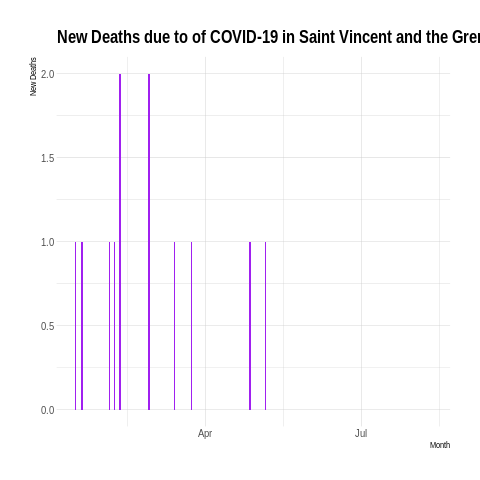 New Deaths due to of COVID-19 in Saint Vincent and the Gren
New Deaths
2.0
1.5
1.0
0.5
0.0
Apr
Jul
Month